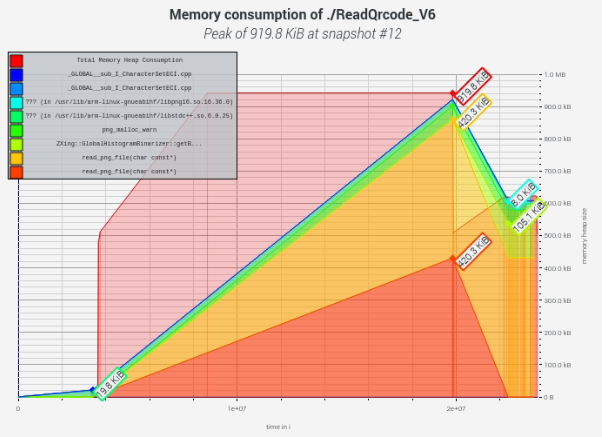 Memory consumption of ./ReadQrcode_V6
Peak of 919.8 KiB at snapshot #12
Total Memory Heap Consumption
_GLOBAL__sub_I_CharacterSetECI.cpp
_GLOBAL__sub_I_CharacterSetECI.cpp
??? (in /usr/lib/arm-linux-gnueabihf/libpng16.so.16.36.0)
??? (in /usr/lib/arm-linux-gnueabihf/libstdc++.so.6.0.25)
png_malloc_warn
ZXing::GlobalHistogramBinarizer::getB...
read_png_file(char const*)
read_png_file(char const*)
919.8 KiB
420.3 KiB
8.0 KiB
105.1 KiB
420.3 KiB
19.8 KiB
1.0 MB
900.0 kB
800.0 kB
700.0 kB
600.0 kB
500.0 kB
400.0 kB
300.0 kB
200.0 kB
100.0 kB
0 B
memory heap size
0
1e+07
2e+07
time in i